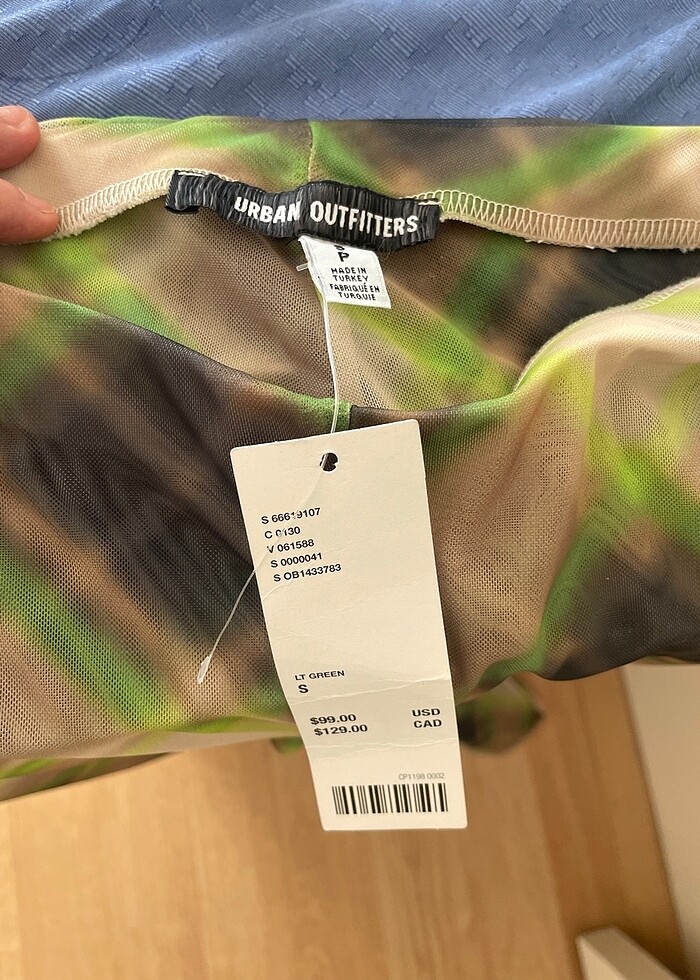 URBAN OUTFITTERS
P
MADE IN
TURKEY
FABRIQUÉ EN
TURQUIE
S 66619107
C 0130
V 061588
S 0000041
S OB1433783
LT GREEN
S
$99.00 USD
$129.00 CAD
CP1198 0002